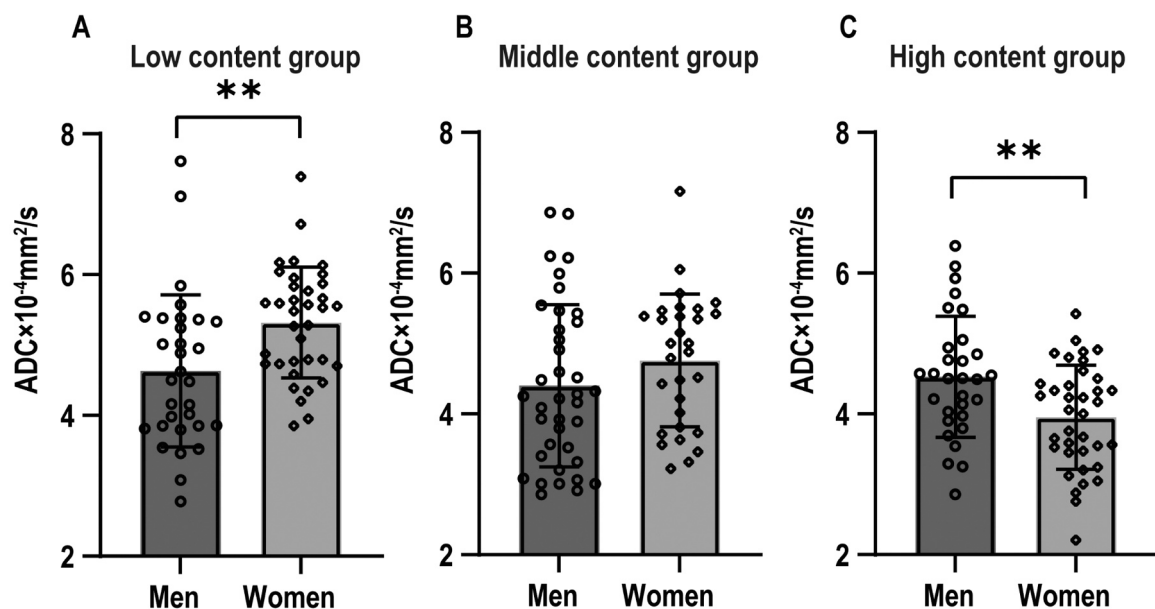 A
Low content group
**
8
6
4
2
ADC×10⁻⁴mm²/s
Men Women
B
Middle content group
8
6
4
2
ADC×10⁻⁴mm²/s
Men Women
C
High content group
**
8
6
4
2
ADC×10⁻⁴mm²/s
Men Women